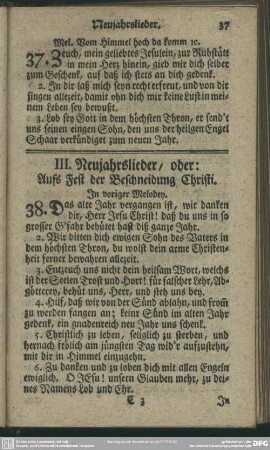 Neujahrslieder. 37
Mel. Vom Himmel hoch da komm ꝛc.
37. Zeuch, mein geliebtes Jesulein, zur Ruhstätt
in mein Herz hinein, gieb mir dich selber
zum Geschenk, auf daß ich stets an dich gedenk.
2. In dir laß mich seyn recht erfreut, und von dir
singen allezeit, damit ohn dich mir keine Lust in mei-
nem Leben sey bewußt.
3. Lob sey Gott in dem höchsten Thron, er send't
uns seinen eingen Sohn, den uns der heilgen Engel
Schaar verkündiget zum neuen Jahr.
III. Neujahrslieder, oder:
Aufs Fest der Beschneidung Christi.
In voriger Melodey.
38. Das alte Jahr vergangen ist, wir danken
dir, Herr Jesu Christ! daß du uns in so
grosser G'fahr behütet hast diß ganze Jahr.
2. Wir bitten dich ewigen Sohn des Vaters in
dem höchsten Thron, du wollst dein arme Christen-
heit ferner bewahren allezeit.
3. Entzeuch uns nicht dein heilsam Wort, welchs
ist der Seelen Trost und Hort! für falscher Lehr, Ab-
götterey, behüt uns, Herr, und steh uns bey.
4. Hilf, daß wir von der Sünd ablahn, und fromm
zu werden fangen an; keine Sünd im alten Jahr
gedenk, ein gnadenreich neu Jahr uns schenk.
5. Christlich zu leben, seliglich zu sterben, und
hernach frölich am jüngsten Tag wid'r aufzustehn,
mit dir in Himmel einzugehn.
6. Zu danken und zu loben dich mit allen Engeln
ewiglich. O JEsu! unsern Glauben mehr, zu dei-
nes Namens Lob und Ehr.
C 3 In